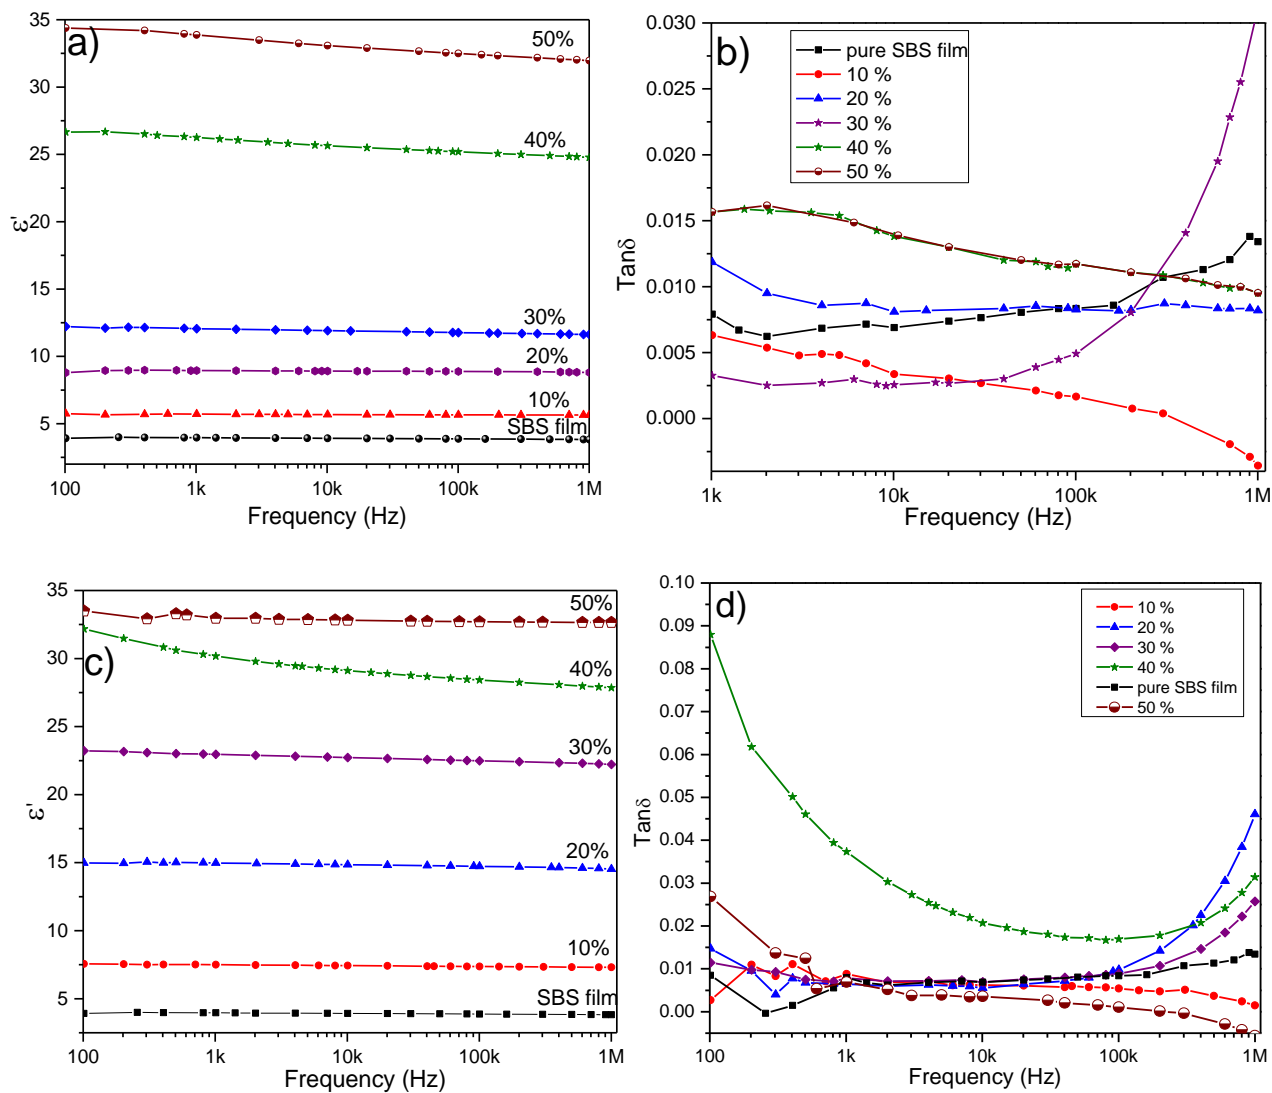 a)
35
30
25
20
15
10
5
ε'
50%
40%
30%
20%
10%
SBS film
100
1k
10k
100k
1M
Frequency (Hz)
b)
0.030
0.025
0.020
0.015
0.010
0.005
0.000
Tanδ
pure SBS film
10 %
20 %
30 %
40 %
50 %
1k
10k
100k
1M
Frequency (Hz)
c)
35
30
25
20
15
10
5
ε'
50%
40%
30%
20%
10%
SBS film
100
1k
10k
100k
1M
Frequency (Hz)
d)
0.10
0.09
0.08
0.07
0.06
0.05
0.04
0.03
0.02
0.01
0.00
Tanδ
10 %
20 %
30 %
40 %
pure SBS film
50 %
100
1k
10k
100k
1M
Frequency (Hz)